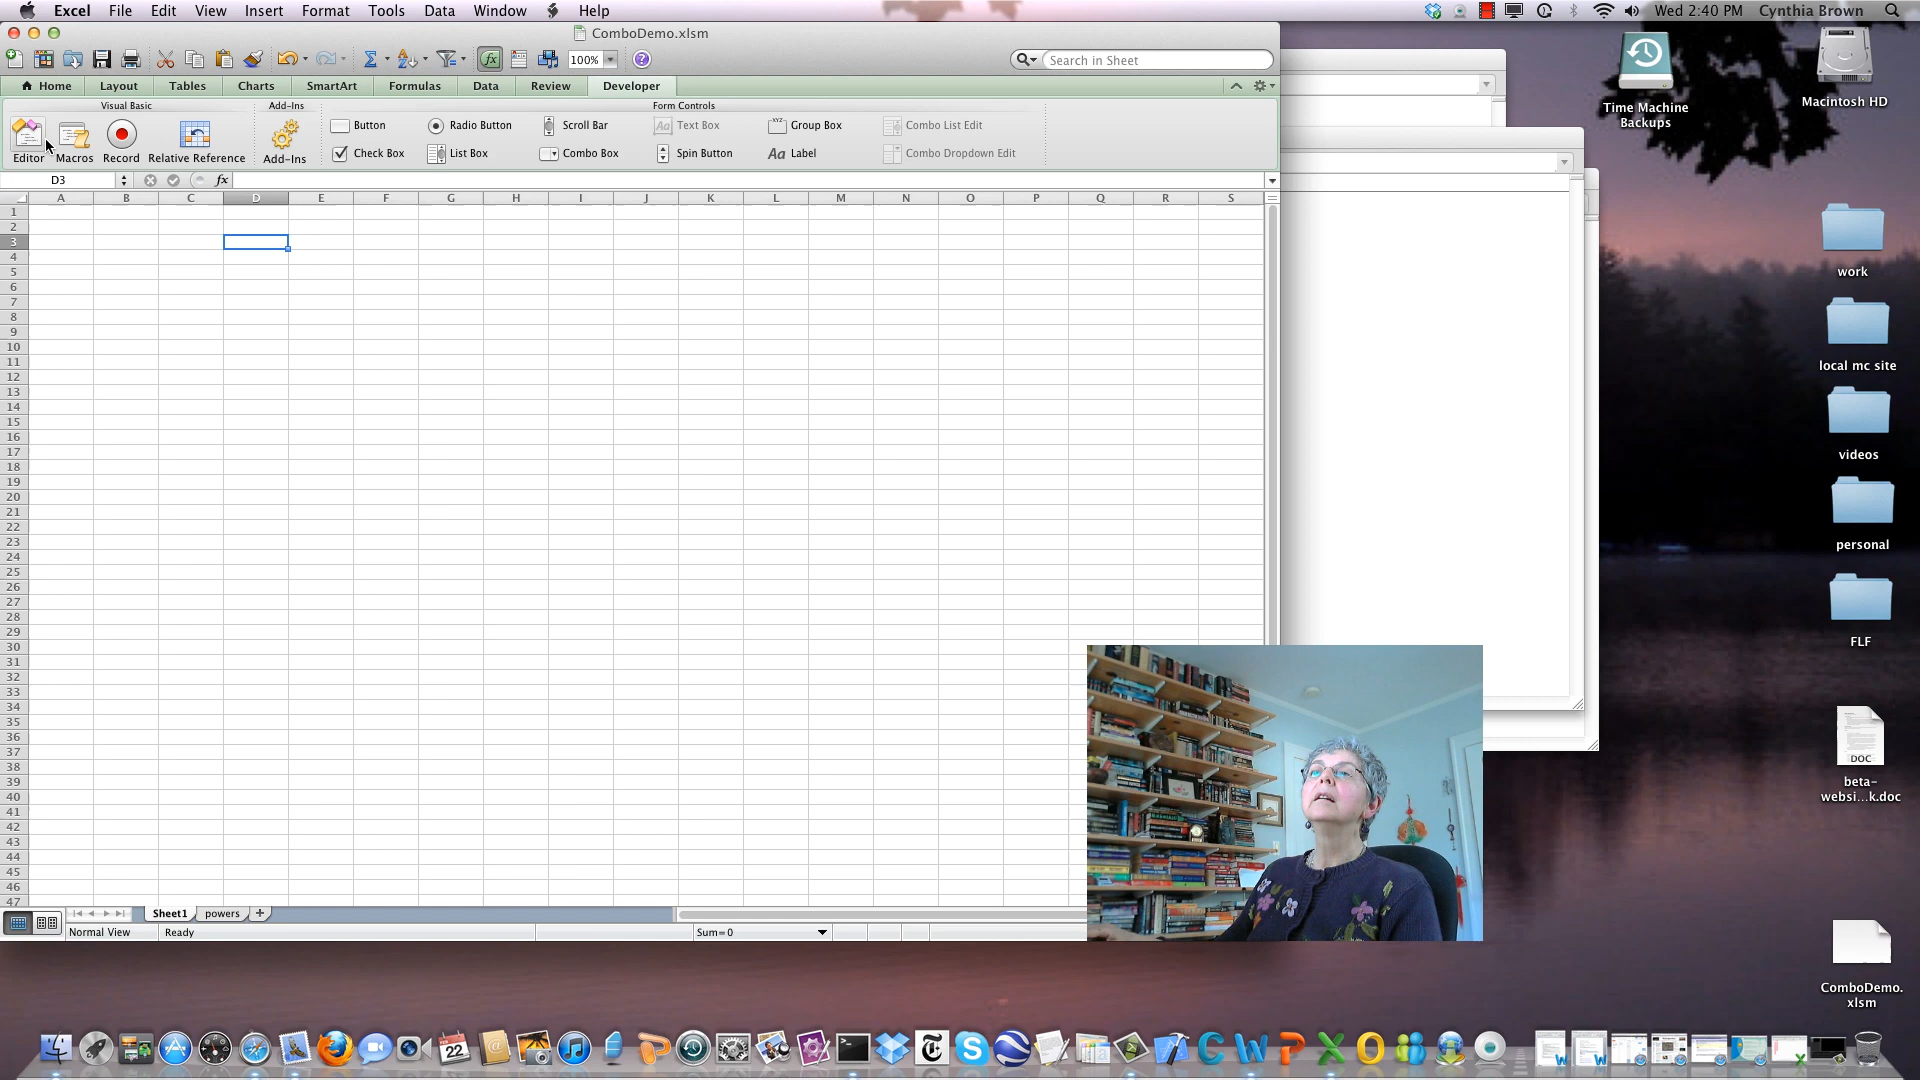 Excel File Edit View Insert Format Tools Data Window Help Wed 2:40 PM Cynthia Brown
ComboDemo.xlsm
100% Search in Sheet
Home Layout Tables Charts SmartArt Formulas Data Review Developer
Visual Basic Add-Ins Form Controls
Button Radio Button Scroll Bar Text Box Group Box Combo List Edit
Check Box List Box Combo Box Spin Button Label Combo Dropdown Edit
Editor Macros Record Relative Reference Add-Ins
D3 fx
A B C D E F G H I J K L M N O P Q R S
1
2
3
4
5
6
7
8
9
10
11
12
13
14
15
16
17
18
19
20
21
22
23
24
25
26
27
28
29
30
31
32
33
34
35
36
37
38
39
40
41
42
43
44
45
46
47
Sheet1 powers
Normal View Ready Sum=0
Time Machine
Backups
Macintosh HD
work
local mc site
videos
personal
FLF
DOC
beta-
websi...k.doc
ComboDemo.
xlsm
FEB
22